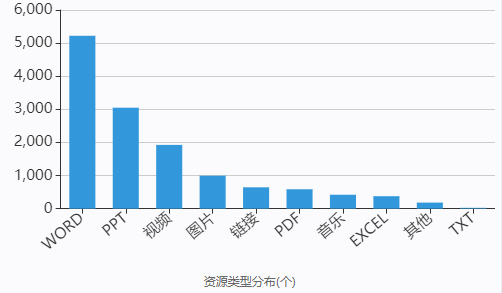 6,000
5,000
4,000
3,000
2,000
1,000
0
WORD
PPT
视频
图片
链接
PDF
音乐
EXCEL
其他
TXT
资源类型分布(个)